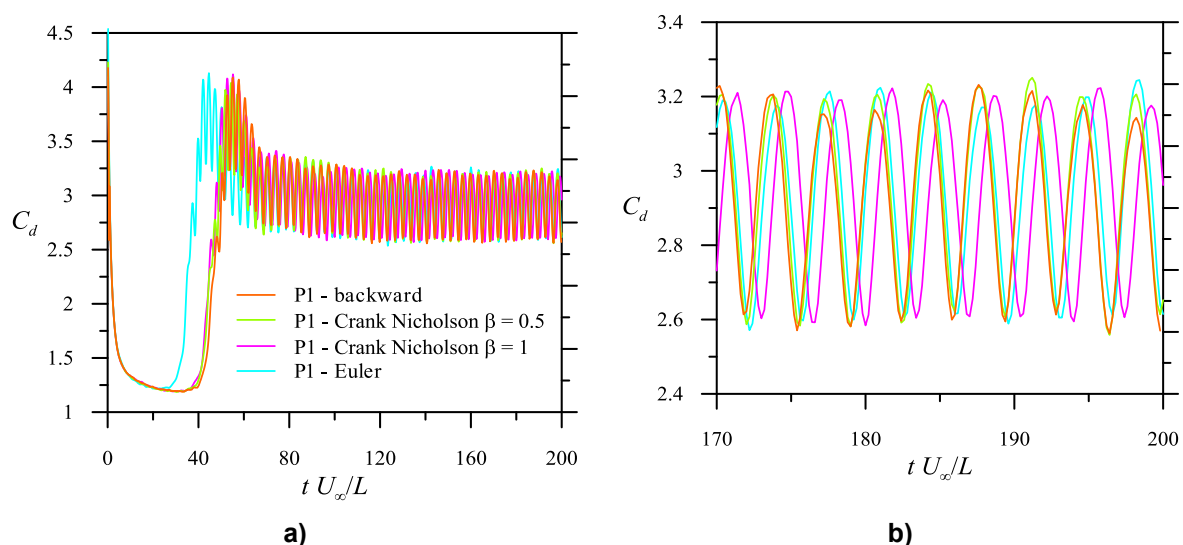 4.5
4
3.5
3
2.5
2
1.5
1
C_d
P1 - backward
P1 - Crank Nicholson β = 0.5
P1 - Crank Nicholson β = 1
P1 - Euler
0 40 80 120 160 200
t U_∞/L
a)
3.4
3.2
3
2.8
2.6
2.4
C_d
170 180 190 200
t U_∞/L
b)